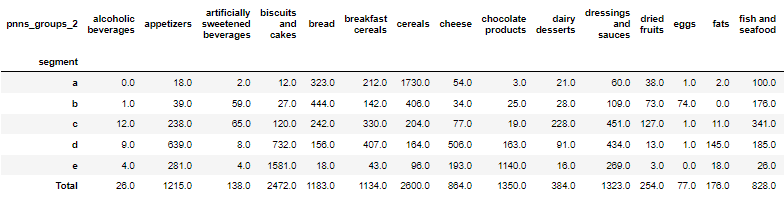 pnns_groups_2 alcoholic beverages appetizers artificially sweetened beverages biscuits and cakes bread breakfast cereals cereals cheese chocolate products dairy desserts dressings and sauces dried fruits eggs fats fish and seafood
segment
a 0.0 18.0 2.0 12.0 323.0 212.0 1730.0 54.0 3.0 21.0 60.0 38.0 1.0 2.0 100.0
b 1.0 39.0 59.0 27.0 444.0 142.0 406.0 34.0 25.0 28.0 109.0 73.0 74.0 0.0 176.0
c 12.0 238.0 65.0 120.0 242.0 330.0 204.0 77.0 19.0 228.0 451.0 127.0 1.0 11.0 341.0
d 9.0 639.0 8.0 732.0 156.0 407.0 164.0 506.0 163.0 91.0 434.0 13.0 1.0 145.0 185.0
e 4.0 281.0 4.0 1581.0 18.0 43.0 96.0 193.0 1140.0 16.0 269.0 3.0 0.0 18.0 26.0
Total 26.0 1215.0 138.0 2472.0 1183.0 1134.0 2600.0 864.0 1350.0 384.0 1323.0 254.0 77.0 176.0 828.0